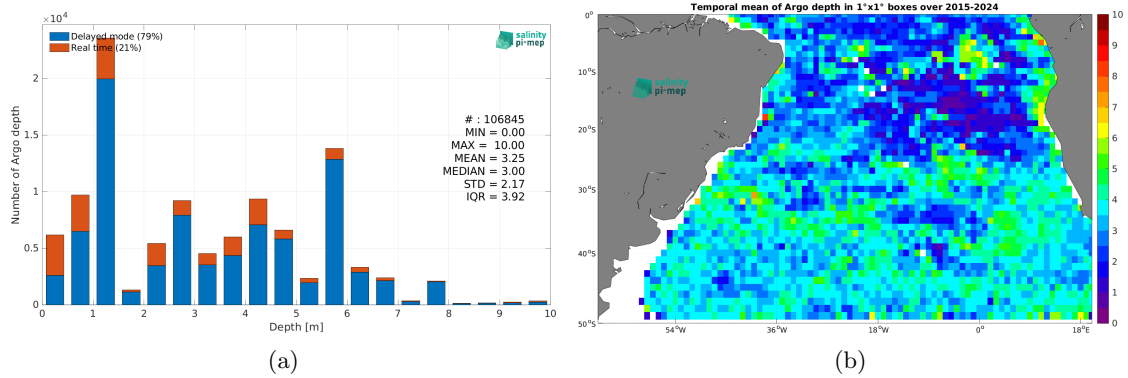 ×10⁴
Delayed mode (79%)
Real time (21%)
salinity
pi-mep
# : 106845
MIN = 0.00
MAX = 10.00
MEAN = 3.25
MEDIAN = 3.00
STD = 2.17
IQR = 3.92
Number of Argo depth
2
1.5
1
0.5
0
0 1 2 3 4 5 6 7 8 9 10
Depth [m]
(a)
Temporal mean of Argo depth in 1°x1° boxes over 2015-2024
0°
10°S
20°S
30°S
40°S
50°S
salinity
pi-mep
54°W 36°W 18°W 0° 18°E
10
9
8
7
6
5
4
3
2
1
0
(b)